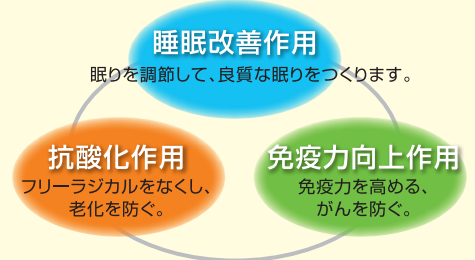 睡眠改善作用
眠りを調節して、良質な眠りをつくります。
抗酸化作用
フリーラジカルをなくし、
老化を防ぐ。
免疫力向上作用
免疫力を高める、
がんを防ぐ。